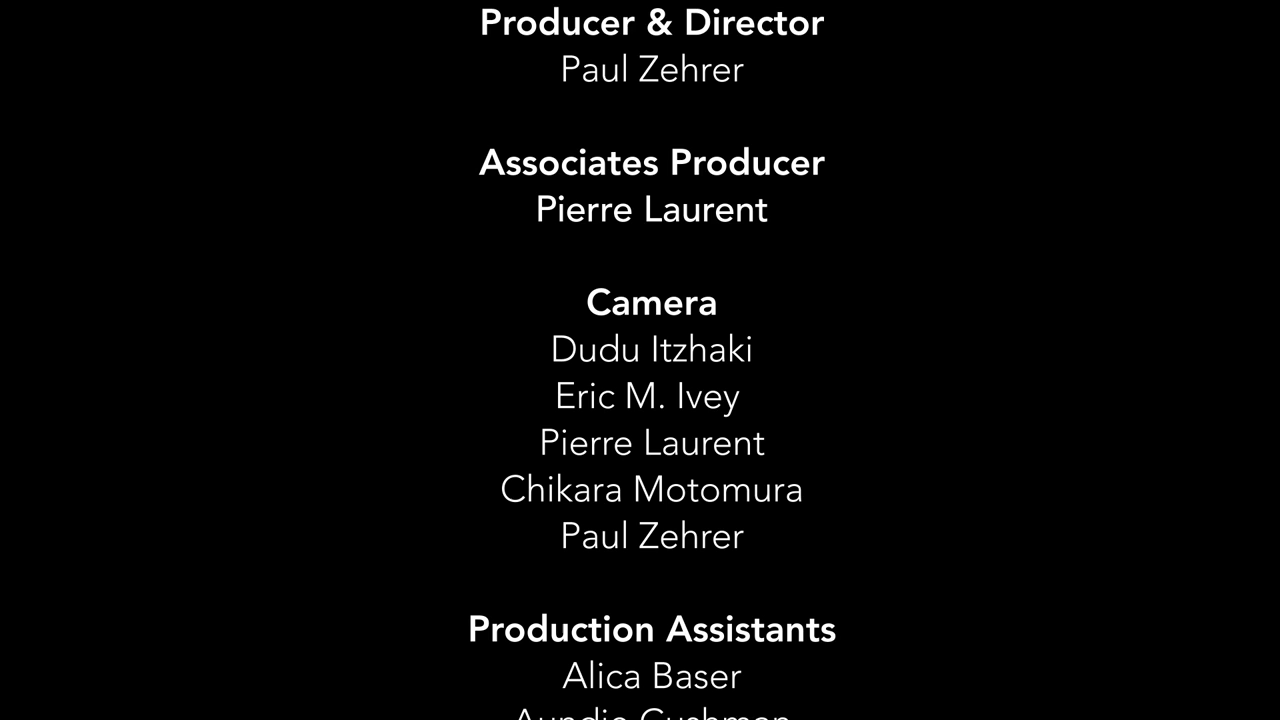 Producer & Director
Paul Zehrer
Associates Producer
Pierre Laurent
Camera
Dudu Itzhaki
Eric M. Ivey
Pierre Laurent
Chikara Motomura
Paul Zehrer
Production Assistants
Alica Baser